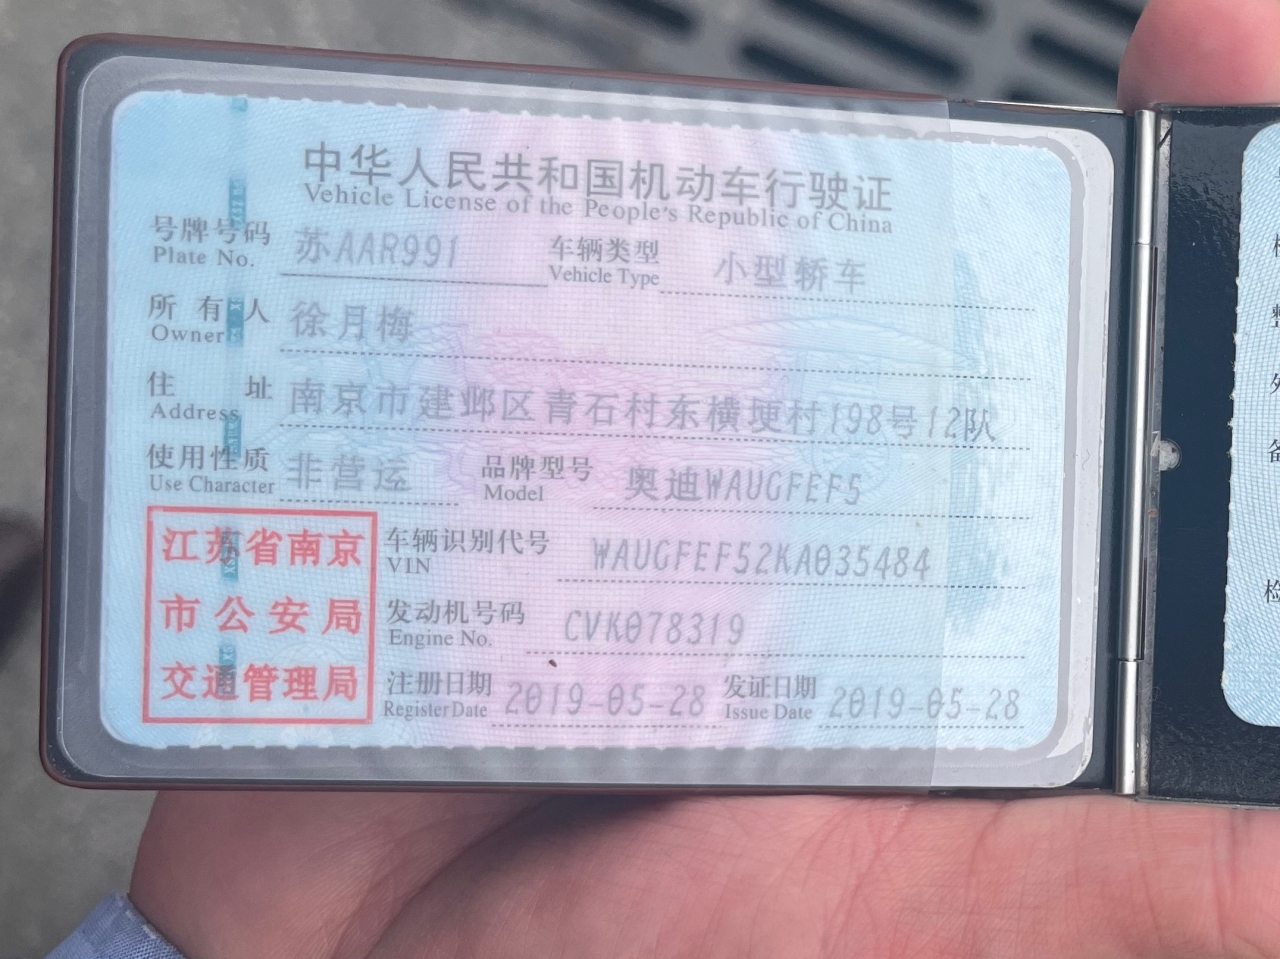 中华人民共和国机动车行驶证
Vehicle License of the People's Republic of China
号牌号码 苏AAR991 车辆类型 小型轿车
Plate No. Vehicle Type
所有人 徐月梅
Owner
住址 南京市建邺区青石村东横埂村198号12队
Address
使用性质 非营运 品牌型号 奥迪WAUGFEF5
Use Character Model
江苏省南京
市公安局
交通管理局
车辆识别代号 WAUGFEF52KA035484
VIN
发动机号码 CVK078319
Engine No.
注册日期 2019-05-28 发证日期 2019-05-28
Register Date Issue Date